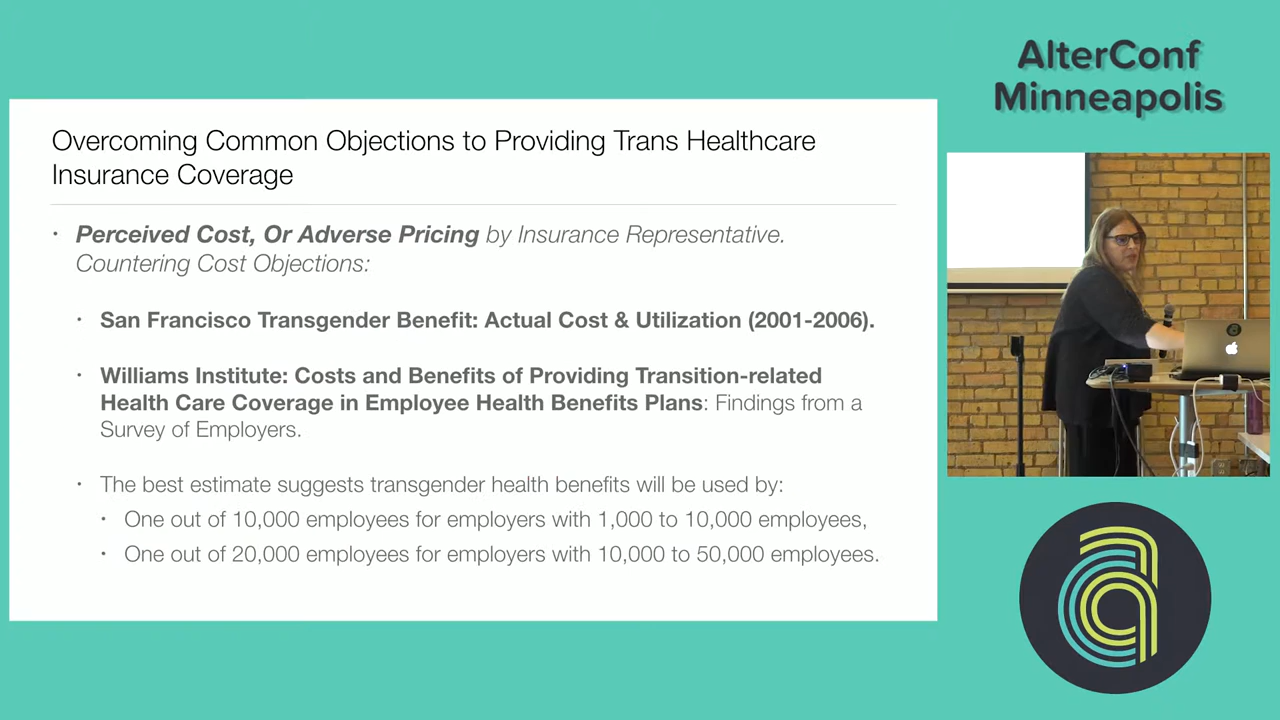 AlterConf
Minneapolis
Overcoming Common Objections to Providing Trans Healthcare
Insurance Coverage
• Perceived Cost, Or Adverse Pricing by Insurance Representative.
Countering Cost Objections:
• San Francisco Transgender Benefit: Actual Cost & Utilization (2001-2006).
• Williams Institute: Costs and Benefits of Providing Transition-related
Health Care Coverage in Employee Health Benefits Plans: Findings from a
Survey of Employers.
• The best estimate suggests transgender health benefits will be used by:
• One out of 10,000 employees for employers with 1,000 to 10,000 employees,
• One out of 20,000 employees for employers with 10,000 to 50,000 employees.